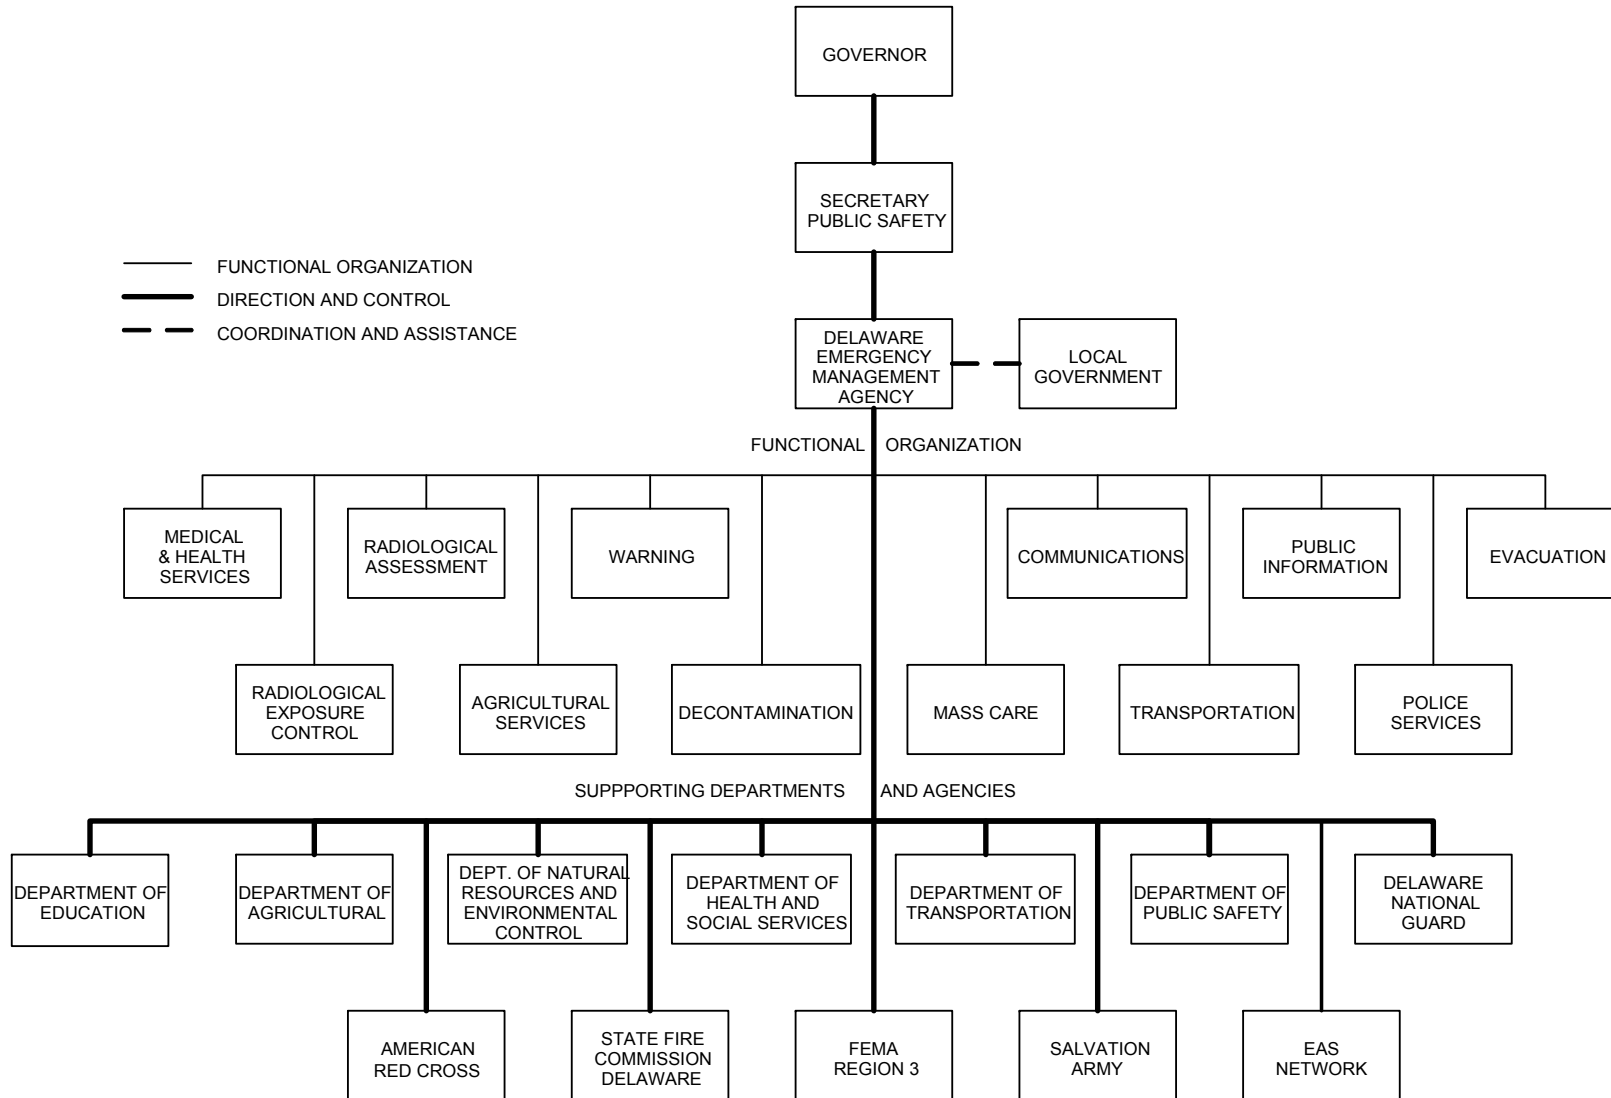 GOVERNOR
SECRETARY
PUBLIC SAFETY
FUNCTIONAL ORGANIZATION
DIRECTION AND CONTROL
COORDINATION AND ASSISTANCE
DELAWARE
EMERGENCY
MANAGEMENT
AGENCY
LOCAL
GOVERNMENT
FUNCTIONAL ORGANIZATION
MEDICAL
& HEALTH
SERVICES
RADIOLOGICAL
ASSESSMENT
WARNING
COMMUNICATIONS
PUBLIC
INFORMATION
EVACUATION
RADIOLOGICAL
EXPOSURE
CONTROL
AGRICULTURAL
SERVICES
DECONTAMINATION
MASS CARE
TRANSPORTATION
POLICE
SERVICES
SUPPPORTING DEPARTMENTS AND AGENCIES
DEPARTMENT OF
EDUCATION
DEPARTMENT OF
AGRICULTURAL
DEPT. OF NATURAL
RESOURCES AND
ENVIRONMENTAL
CONTROL
DEPARTMENT OF
HEALTH AND
SOCIAL SERVICES
DEPARTMENT OF
TRANSPORTATION
DEPARTMENT OF
PUBLIC SAFETY
DELAWARE
NATIONAL
GUARD
AMERICAN
RED CROSS
STATE FIRE
COMMISSION
DELAWARE
FEMA
REGION 3
SALVATION
ARMY
EAS
NETWORK